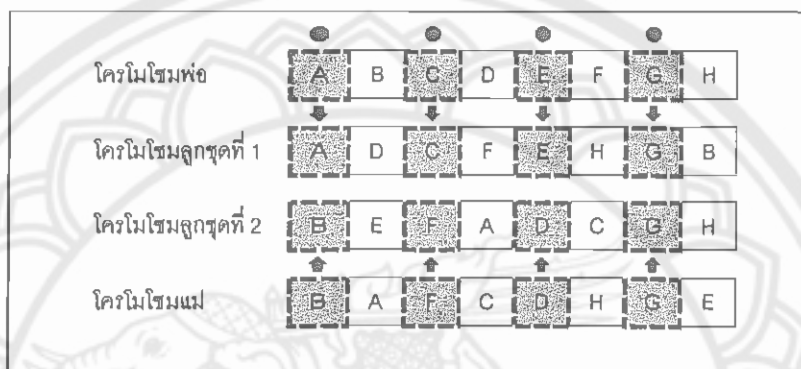 โครโมโซมพ่อ A B C D E F G H
โครโมโซมลูกชุดที่ 1 A D C F E H G B
โครโมโซมลูกชุดที่ 2 B E F A D C G H
โครโมโซมแม่ B A F C D H G E